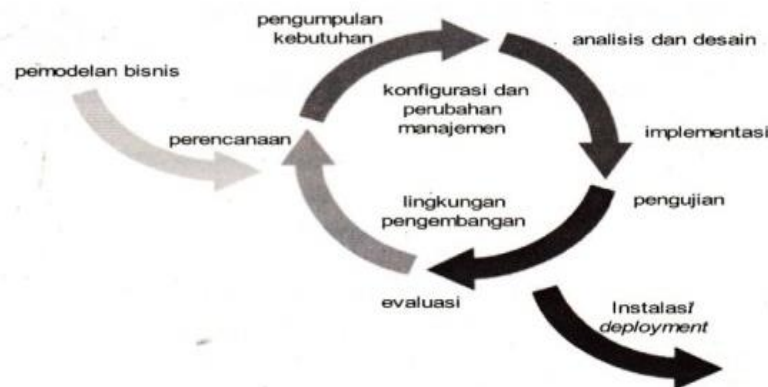 pengumpulan
kebutuhan
analisis dan desain
pemodelan bisnis
konfigurasi dan
perubahan
manajemen
perencanaan
implementasi
lingkungan
pengembangan
pengujian
evaluasi
Instalasi/
deployment